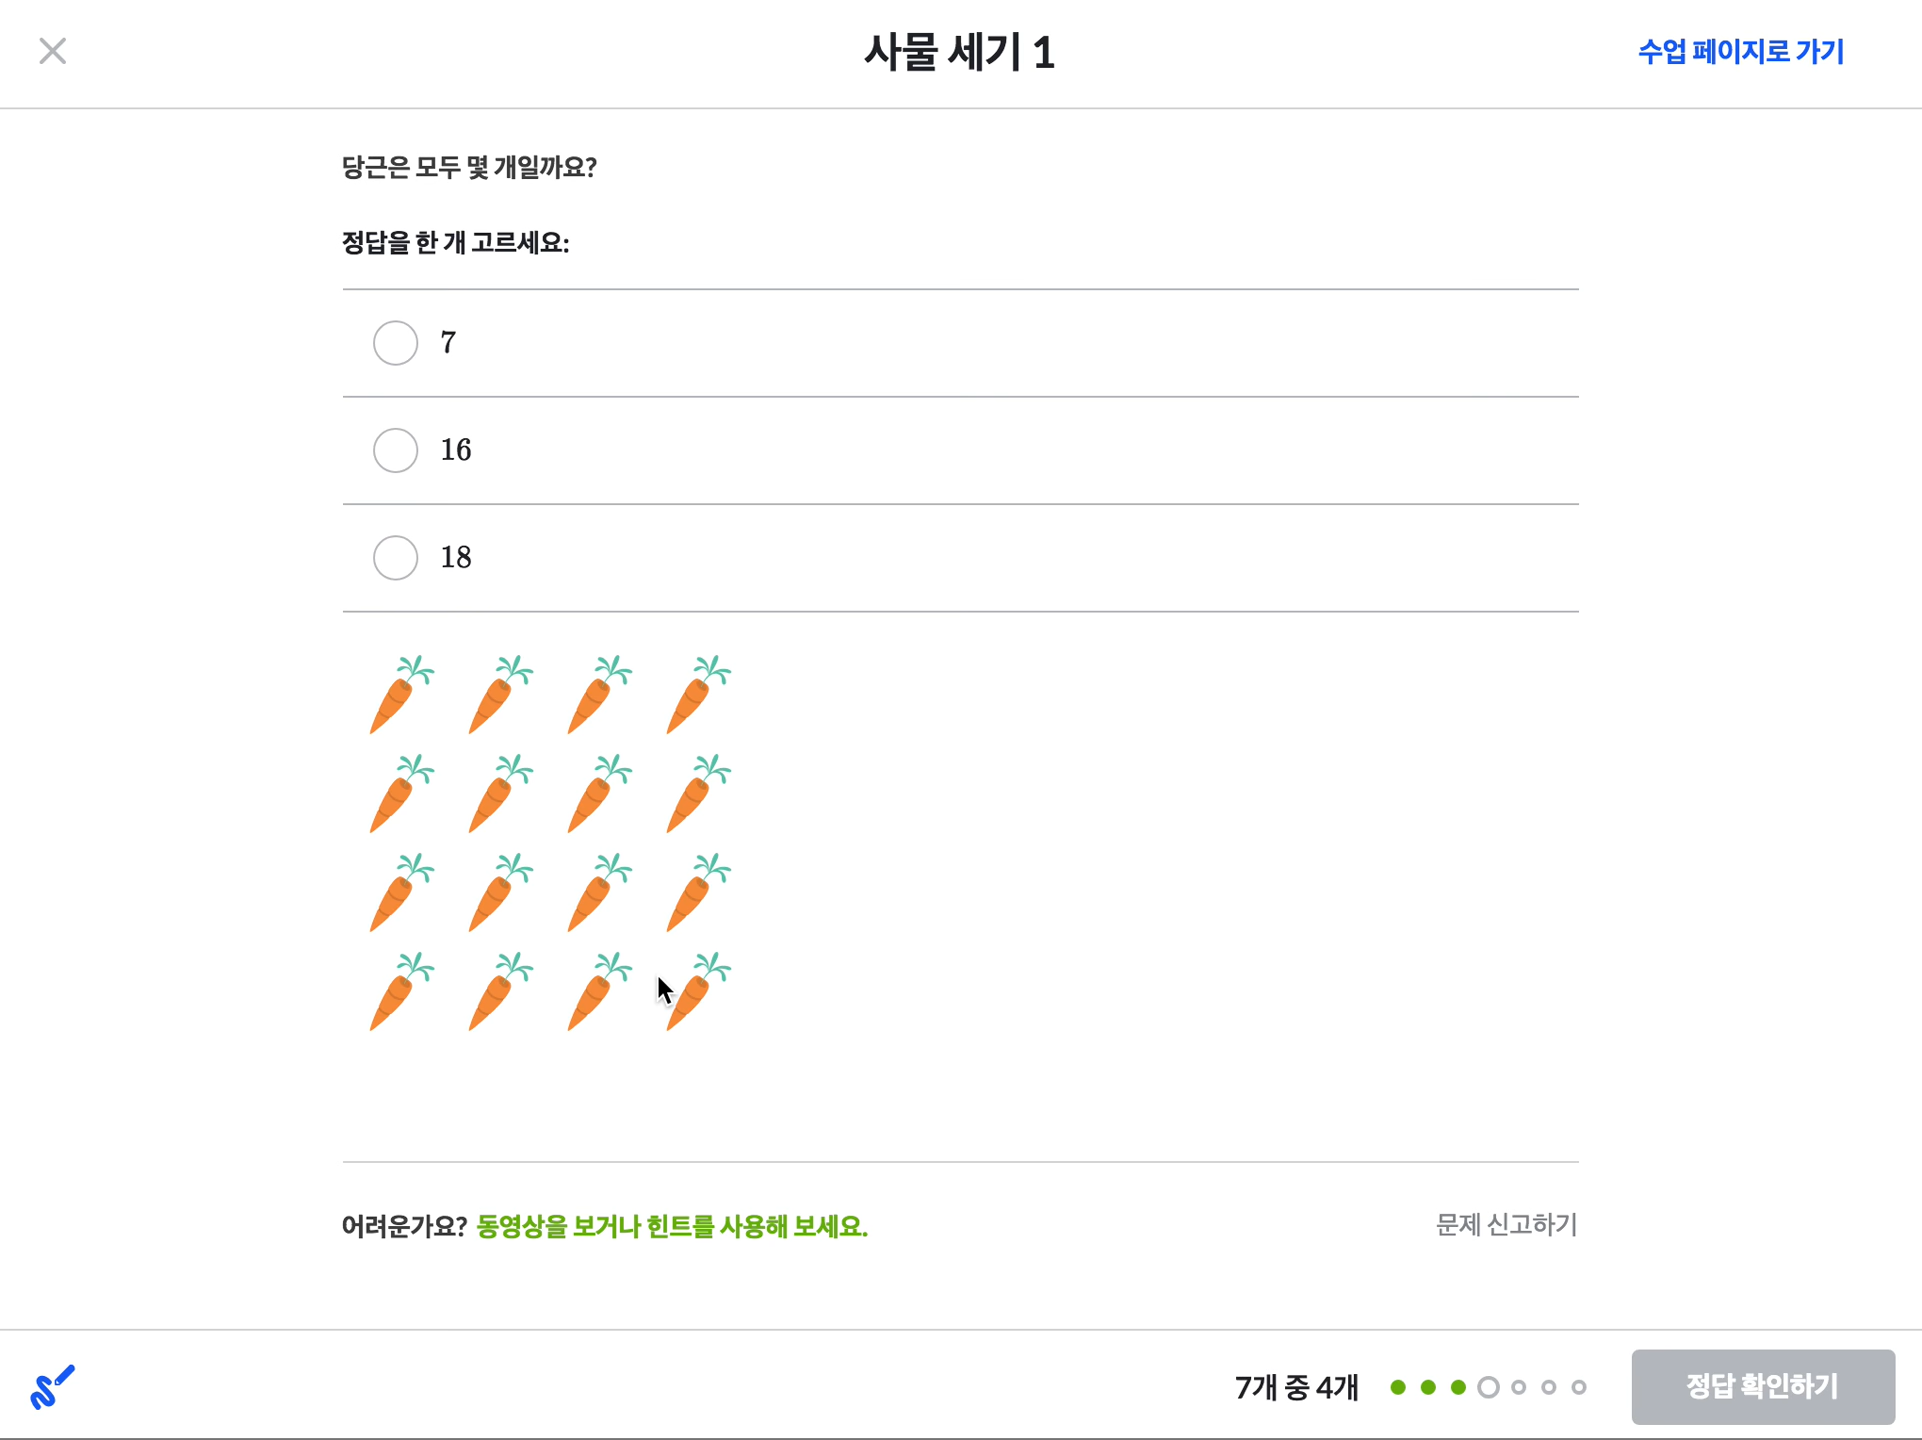 사물 세기 1
수업 페이지로 가기
당근은 모두 몇 개일까요?
정답을 한 개 고르세요:
7
16
18
어려운가요? 동영상을 보거나 힌트를 사용해 보세요.
문제 신고하기
7개 중 4개
정답 확인하기